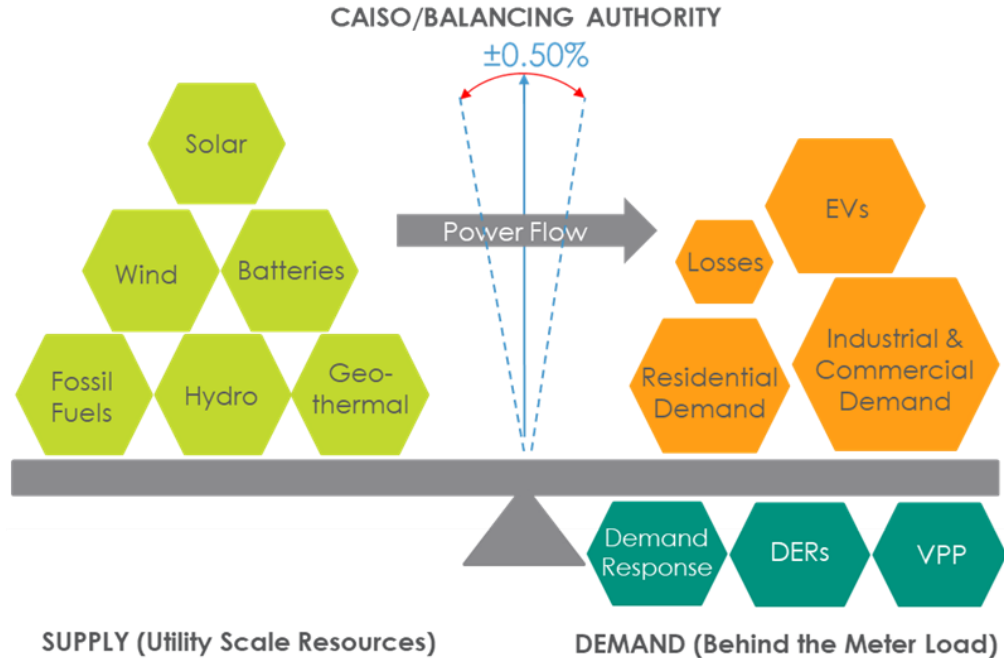 CAISO/BALANCING AUTHORITY
±0.50%
Solar
Wind
Batteries
Fossil
Fuels
Hydro
Geo-
thermal
Power Flow
EVs
Losses
Residential
Demand
Industrial &
Commercial
Demand
Demand
Response
DERs
VPP
SUPPLY (Utility Scale Resources)
DEMAND (Behind the Meter Load)